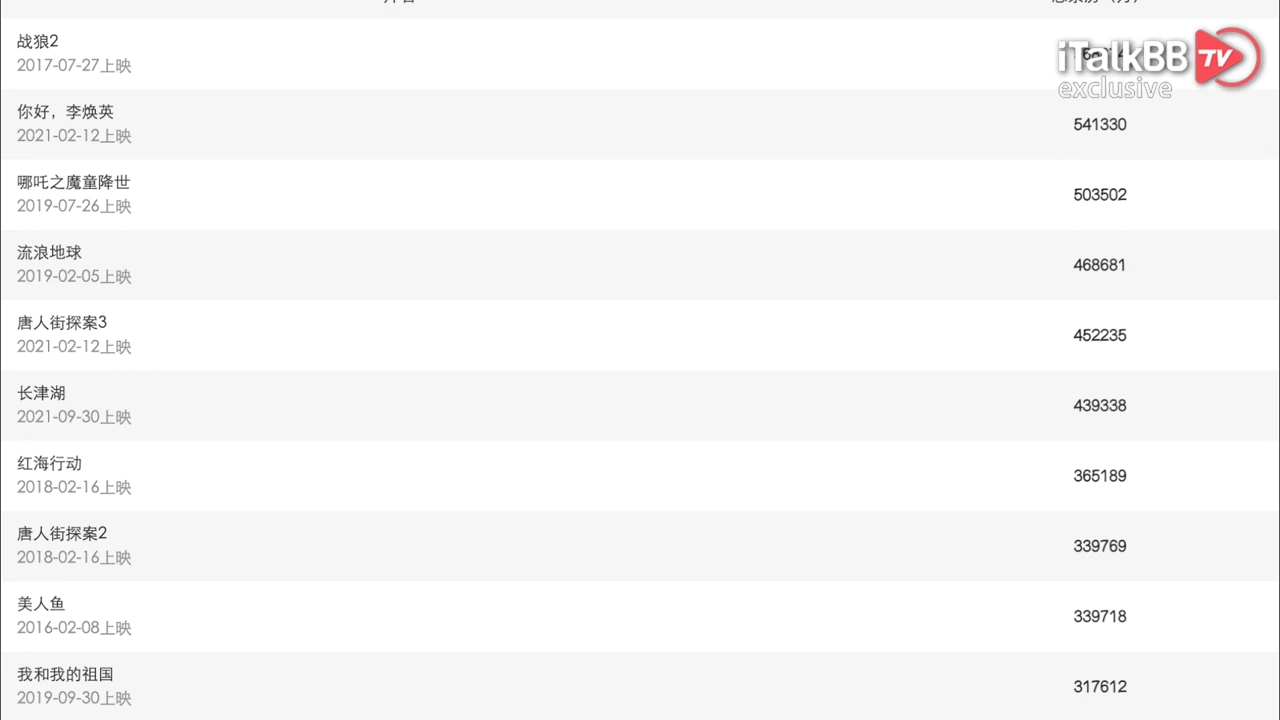 iTalkBB TV
exclusive
战狼2
2017-07-27上映
你好，李焕英
2021-02-12上映
541330
哪吒之魔童降世
2019-07-26上映
503502
流浪地球
2019-02-05上映
468681
唐人街探案3
2021-02-12上映
452235
长津湖
2021-09-30上映
439338
红海行动
2018-02-16上映
365189
唐人街探案2
2018-02-16上映
339769
美人鱼
2016-02-08上映
339718
我和我的祖国
2019-09-30上映
317612